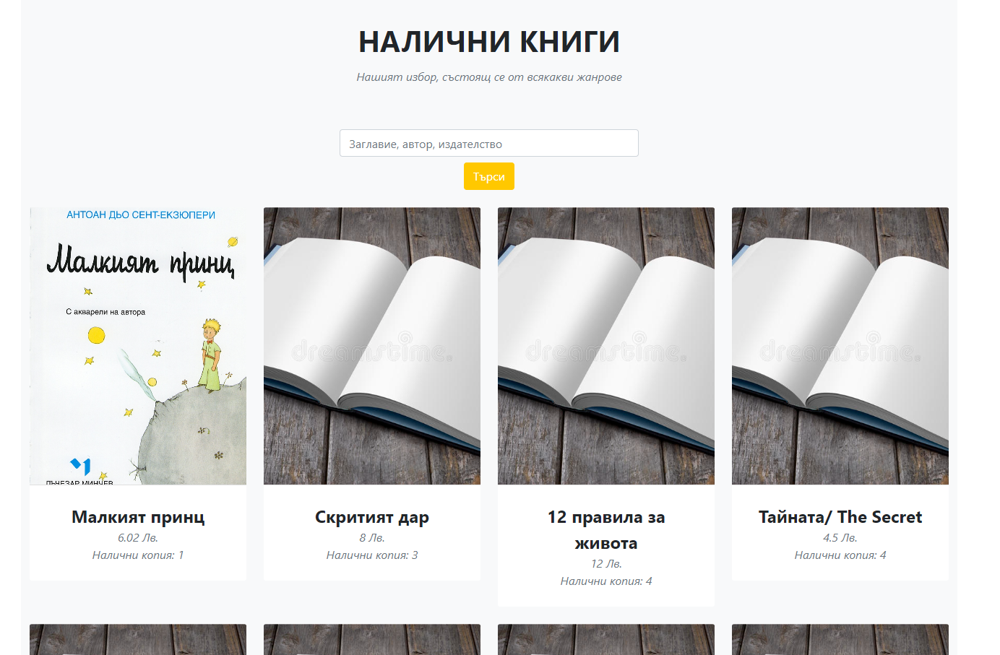 НАЛИЧНИ КНИГИ
Нашият избор, състоящ се от всякакви жанрове
Заглавие, автор, издателство
Търси
АНТОАН ДЬО СЕНТ-ЕКЗЮПЕРИ
Малкият принц
С акварели на автора
ЛЪЧЕЗАР МИНЧЕВ
dreamstime.
dreamstime.
dreamstime.
Малкият принц
6.02 Лв.
Налични копия: 1
Скритият дар
8 Лв.
Налични копия: 3
12 правила за
живота
12 Лв.
Налични копия: 4
Тайната/ The Secret
4.5 Лв.
Налични копия: 4